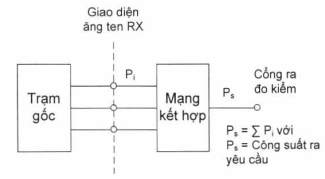 Giao diện
ăng ten RX
Trạm
gốc
Pi
Mạng
kết hợp
Ps
Cổng ra
đo kiểm
Ps = ∑ Pi với
Ps = Công suất ra
yêu cầu